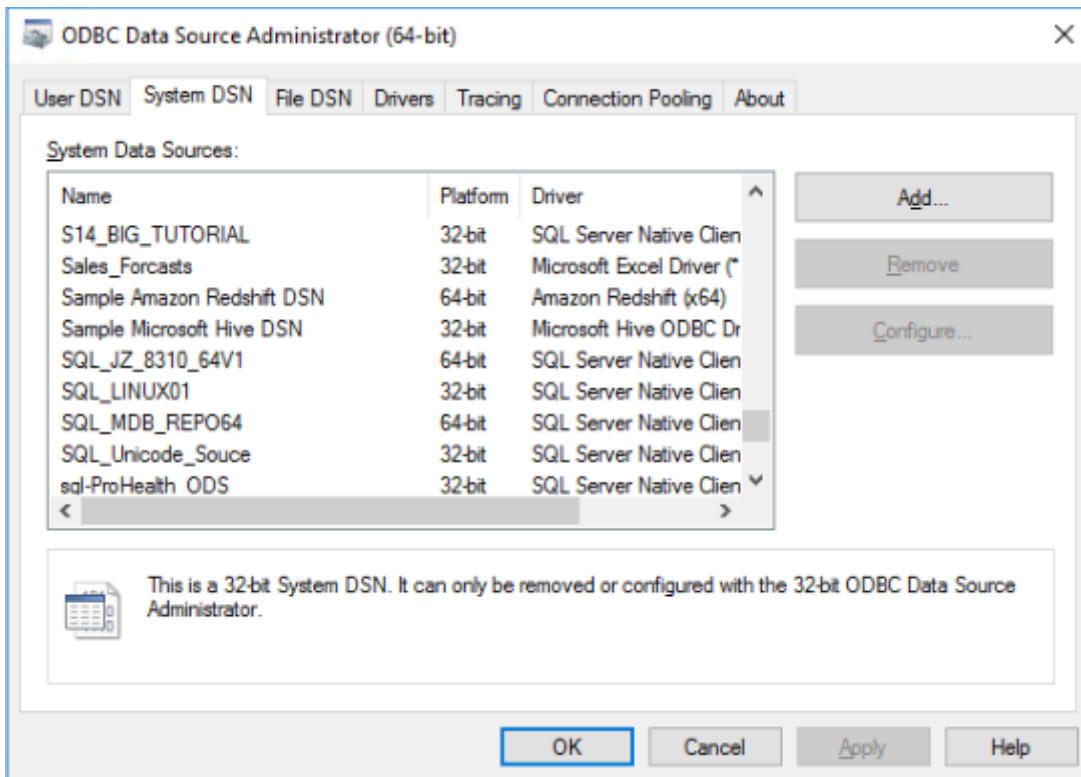 ODBC Data Source Administrator (64-bit)
User DSN System DSN File DSN Drivers Tracing Connection Pooling About
System Data Sources:
Name Platform Driver
S14_BIG_TUTORIAL 32-bit SQL Server Native Clien
Sales_Forcasts 32-bit Microsoft Excel Driver (*
Sample Amazon Redshift DSN 64-bit Amazon Redshift (x64)
Sample Microsoft Hive DSN 32-bit Microsoft Hive ODBC Dr
SQL_JZ_8310_64V1 64-bit SQL Server Native Clien
SQL_LINUX01 32-bit SQL Server Native Clien
SQL_MDB_REPO64 64-bit SQL Server Native Clien
SQL_Unicode_Souce 32-bit SQL Server Native Clien
sql-ProHealth_ODS 32-bit SQL Server Native Clien
Add...
Remove
Configure...
This is a 32-bit System DSN. It can only be removed or configured with the 32-bit ODBC Data Source
Administrator.
OK Cancel Apply Help